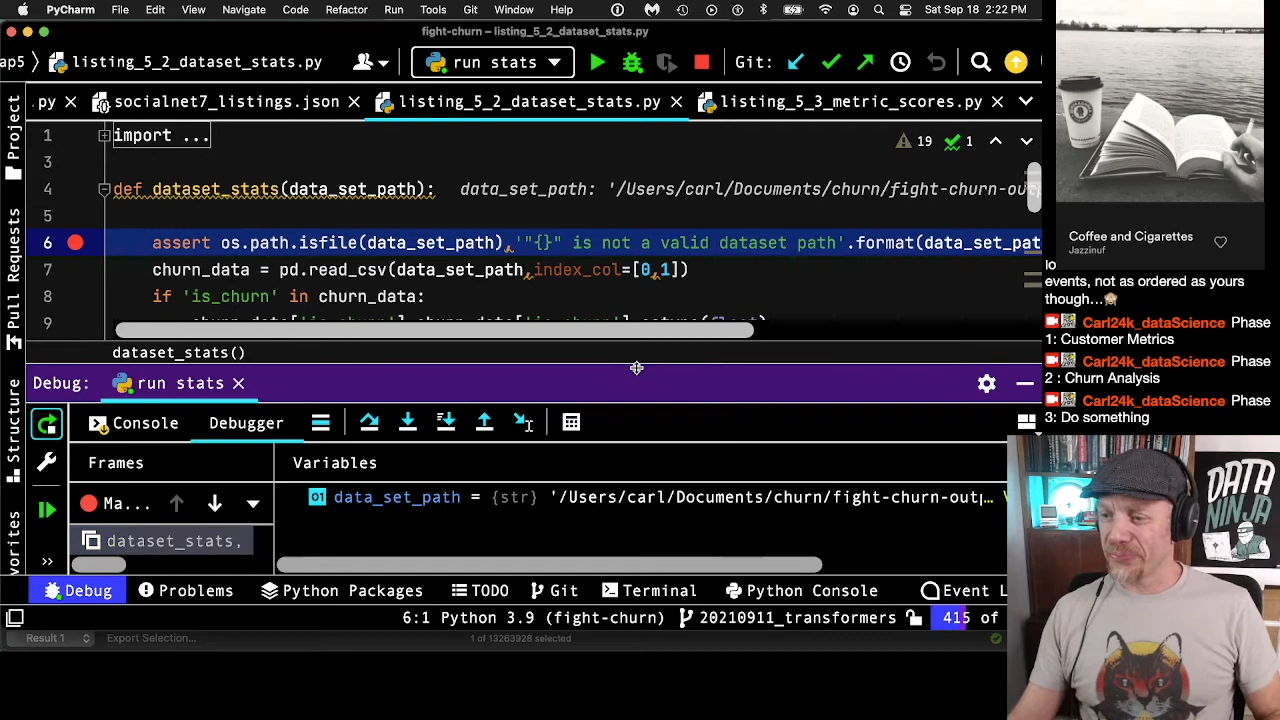 PyCharm File Edit View Navigate Code Refactor Run Tools Git Window Help Sat Sep 18 2:22 PM
fight-churn – listing_5_2_dataset_stats.py
ap5 listing_5_2_dataset_stats.py run stats Git:
.py socialnet7_listings.json listing_5_2_dataset_stats.py listing_5_3_metric_scores.py
Project
Pull Requests
Structure
vorites
1 import ...
19 1
3
4 def dataset_stats(data_set_path): data_set_path: '/Users/carl/Documents/churn/fight-churn-outp
5
6 assert os.path.isfile(data_set_path),'"{}" is not a valid dataset path'.format(data_set_pat
7 churn_data = pd.read_csv(data_set_path,index_col=[0,1])
8 if 'is_churn' in churn_data:
9
dataset_stats()
Debug: run stats
Console Debugger
Frames Variables
Ma...
01 data_set_path = {str} '/Users/carl/Documents/churn/fight-churn-outp… V
dataset_stats,
Debug Problems Python Packages TODO Git Terminal Python Console Event L
6:1 Python 3.9 (fight-churn) 20210911_transformers 415 of
Result 1 Export Selection... 1 of 13263928 selected
Coffee and Cigarettes
Jazzinuf
lo
events, not as ordered as yours
though...🙈
Carl24k_dataScience Phase
1: Customer Metrics
Carl24k_dataScience Phase
2 : Churn Analysis
Carl24k_dataScience Phase
3: Do something
DATA
NINJA